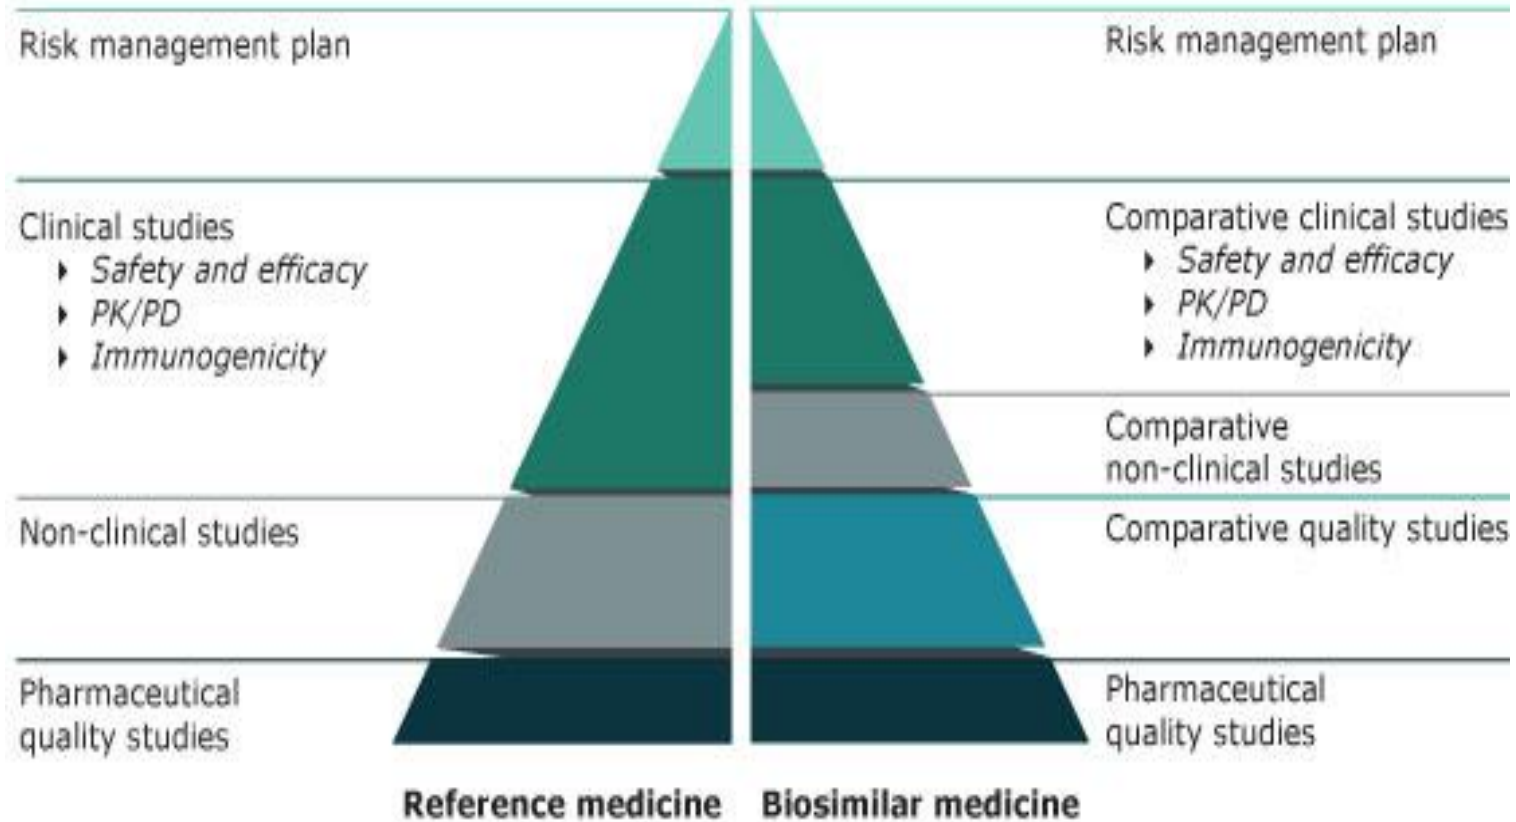 Risk management plan
Clinical studies
Safety and efficacy
PK/PD
Immunogenicity
Non-clinical studies
Pharmaceutical
quality studies
Reference medicine
Risk management plan
Comparative clinical studies
Safety and efficacy
PK/PD
Immunogenicity
Comparative
non-clinical studies
Comparative quality studies
Pharmaceutical
quality studies
Biosimilar medicine